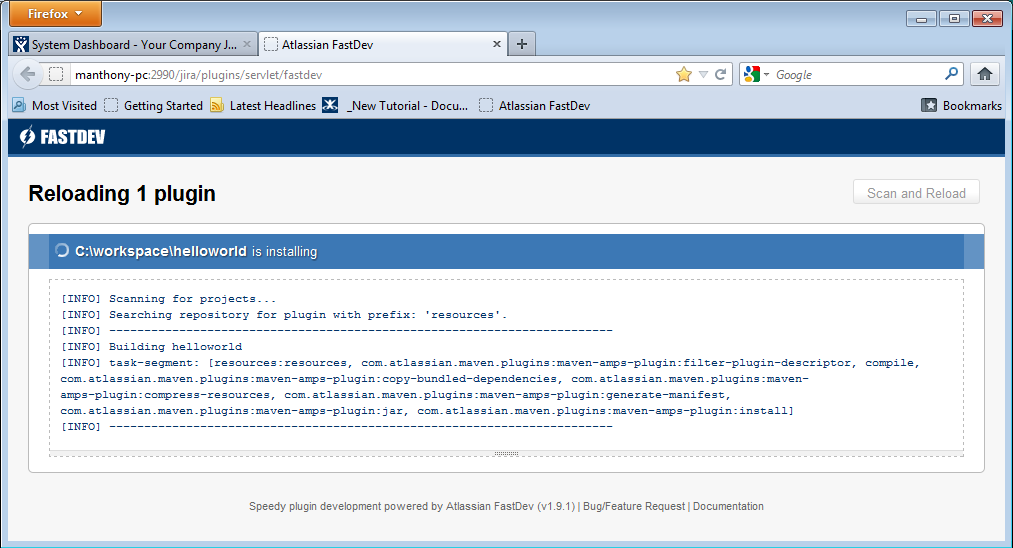 Firefox
System Dashboard - Your Company J...
Atlassian FastDev
manthony-pc:2990/jira/plugins/servlet/fastdev
Google
Most Visited
Getting Started
Latest Headlines
_New Tutorial - Docu...
Atlassian FastDev
Bookmarks
FASTDEV
Reloading 1 plugin
Scan and Reload
C:\workspace\helloworld is installing
[INFO] Scanning for projects...
[INFO] Searching repository for plugin with prefix: 'resources'.
[INFO] ------------------------------------------------------------------------
[INFO] Building helloworld
[INFO] task-segment: [resources:resources, com.atlassian.maven.plugins:maven-amps-plugin:filter-plugin-descriptor, compile,
com.atlassian.maven.plugins:maven-amps-plugin:copy-bundled-dependencies, com.atlassian.maven.plugins:maven-
amps-plugin:compress-resources, com.atlassian.maven.plugins:maven-amps-plugin:generate-manifest,
com.atlassian.maven.plugins:maven-amps-plugin:jar, com.atlassian.maven.plugins:maven-amps-plugin:install]
[INFO] ------------------------------------------------------------------------
Speedy plugin development powered by Atlassian FastDev (v1.9.1) | Bug/Feature Request | Documentation